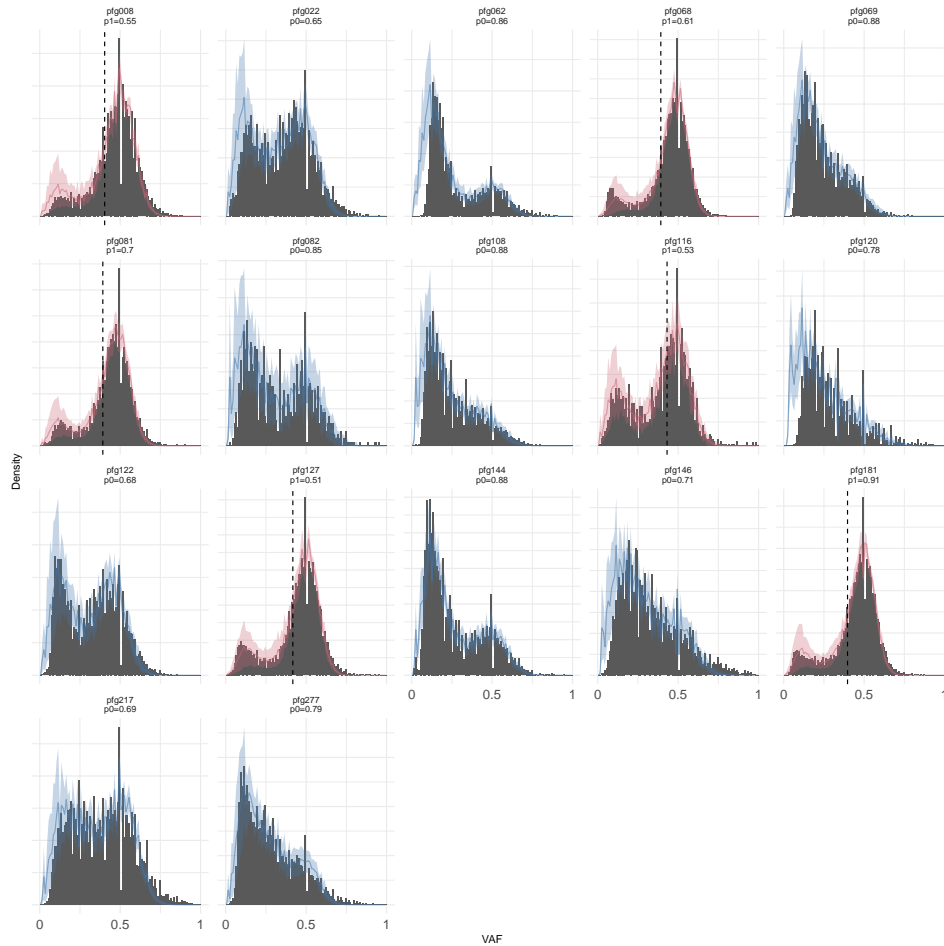 pfg008
p1=0.55
pfg022
p0=0.65
pfg062
p0=0.86
pfg068
p1=0.61
pfg069
p0=0.88
pfg081
p1=0.7
pfg082
p0=0.85
pfg108
p0=0.88
pfg116
p1=0.53
pfg120
p0=0.78
Density
pfg122
p0=0.68
pfg127
p1=0.51
pfg144
p0=0.88
pfg146
p0=0.71
pfg181
p1=0.91
0 0.5 1 0 0.5 1 0 0.5 1
pfg217
p0=0.69
pfg277
p0=0.79
0 0.5 1 0 0.5 1
VAF